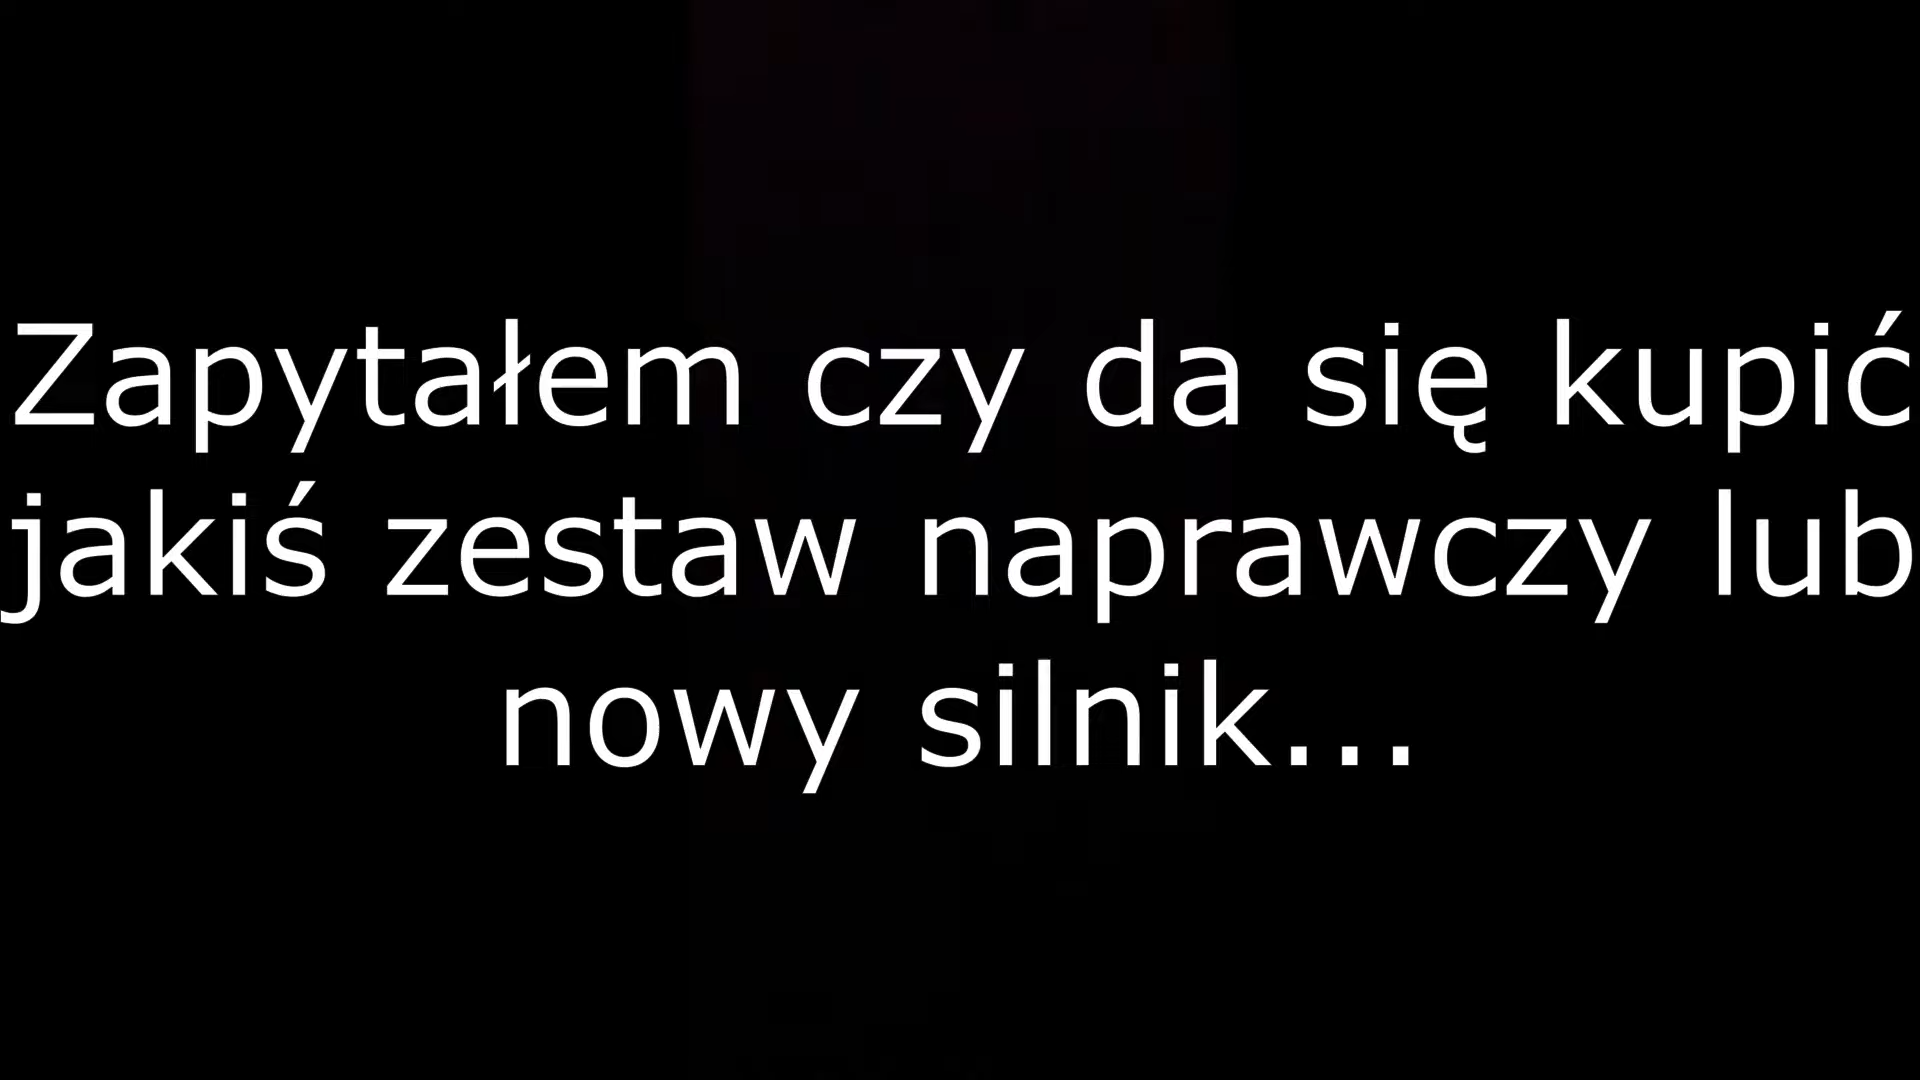 Zapytałem czy da się kupić
jakiś zestaw naprawczy lub
nowy silnik...